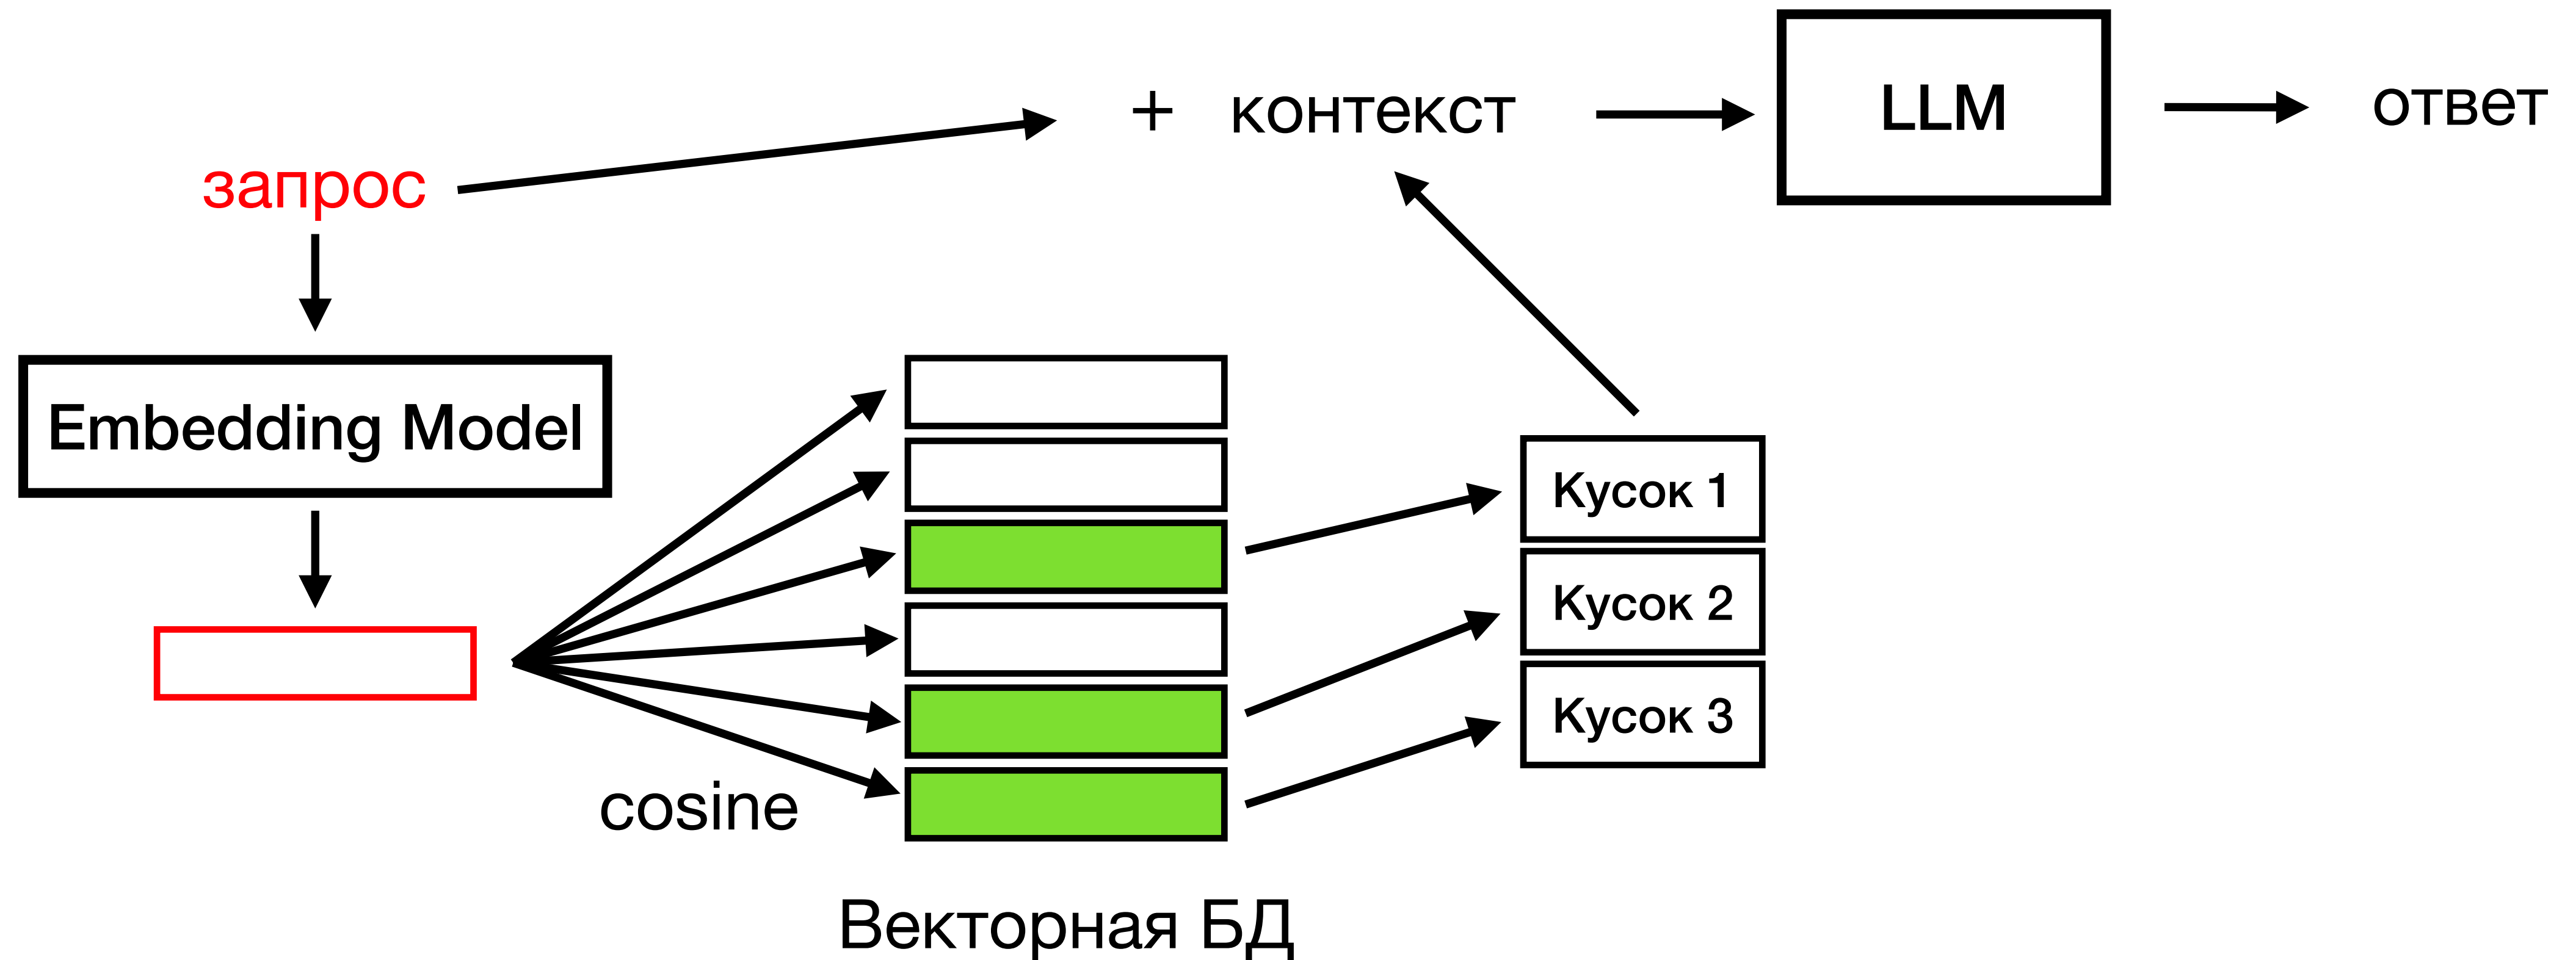 запрос
+ контекст
LLM
ответ
Embedding Model
Кусок 1
Кусок 2
Кусок 3
cosine
Векторная БД